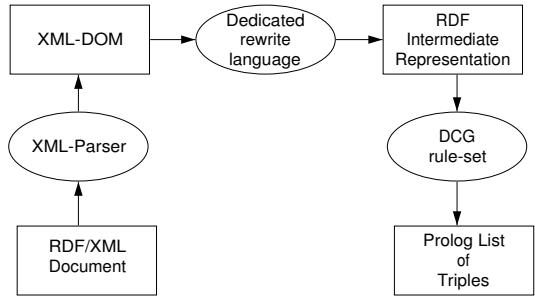 XML-DOM
Dedicated
rewrite
language
RDF
Intermediate
Representation
XML-Parser
DCG
rule-set
RDF/XML
Document
Prolog List
of
Triples